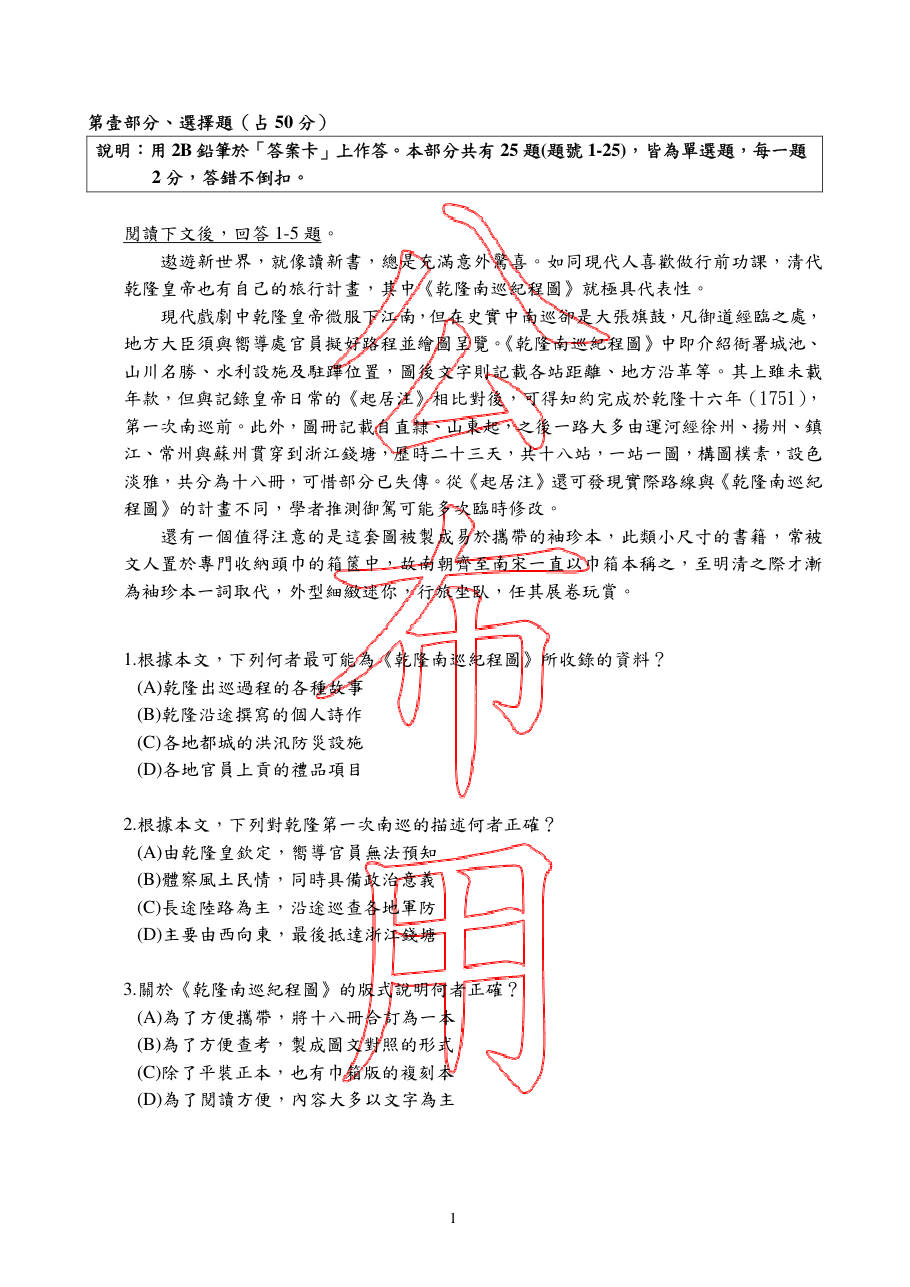 第壹部分、選擇題（占 50 分）
說明：用 2B 鉛筆於「答案卡」上作答。本部分共有 25 題(題號 1-25)，皆為單選題，每一題
2 分，答錯不倒扣。
閱讀下文後，回答 1-5 題。
遨遊新世界，就像讀新書，總是充滿意外驚喜。如同現代人喜歡做行前功課，清代
乾隆皇帝也有自己的旅行計畫，其中《乾隆南巡紀程圖》就極具代表性。
現代戲劇中乾隆皇帝微服下江南，但在史實中南巡卻是大張旗鼓，凡御道經臨之處，
地方大臣須與嚮導處官員擬好路程並繪圖呈覽。《乾隆南巡紀程圖》中即介紹衙署城池、
山川名勝、水利設施及駐蹕位置，圖後文字則記載各站距離、地方沿革等。其上雖未載
年款，但與記錄皇帝日常的《起居注》相比對後，可得知約完成於乾隆十六年（1751），
第一次南巡前。此外，圖冊記載自直隸、山東起，之後一路大多由運河經徐州、揚州、鎮
江、常州與蘇州貫穿到浙江錢塘，歷時二十三天，共十八站，一站一圖，構圖樸素，設色
淡雅，共分為十八冊，可惜部分已失傳。從《起居注》還可發現實際路線與《乾隆南巡紀
程圖》的計畫不同，學者推測御駕可能多次臨時修改。
還有一個值得注意的是這套圖被製成易於攜帶的袖珍本，此類小尺寸的書籍，常被
文人置於專門收納頭巾的箱篋中，故南朝齊至南宋一直以巾箱本稱之，至明清之際才漸
為袖珍本一詞取代，外型細緻迷你，行旅坐臥，任其展卷玩賞。
1.根據本文，下列何者最可能為《乾隆南巡紀程圖》所收錄的資料？
(A)乾隆出巡過程的各種故事
(B)乾隆沿途撰寫的個人詩作
(C)各地都城的洪汛防災設施
(D)各地官員上貢的禮品項目
2.根據本文，下列對乾隆第一次南巡的描述何者正確？
(A)由乾隆皇欽定，嚮導官員無法預知
(B)體察風土民情，同時具備政治意義
(C)長途陸路為主，沿途巡查各地軍防
(D)主要由西向東，最後抵達浙江錢塘
3.關於《乾隆南巡紀程圖》的版式說明何者正確？
(A)為了方便攜帶，將十八冊合訂為一本
(B)為了方便查考，製成圖文對照的形式
(C)除了平裝正本，也有巾箱版的複刻本
(D)為了閱讀方便，內容大多以文字為主
公布用
1